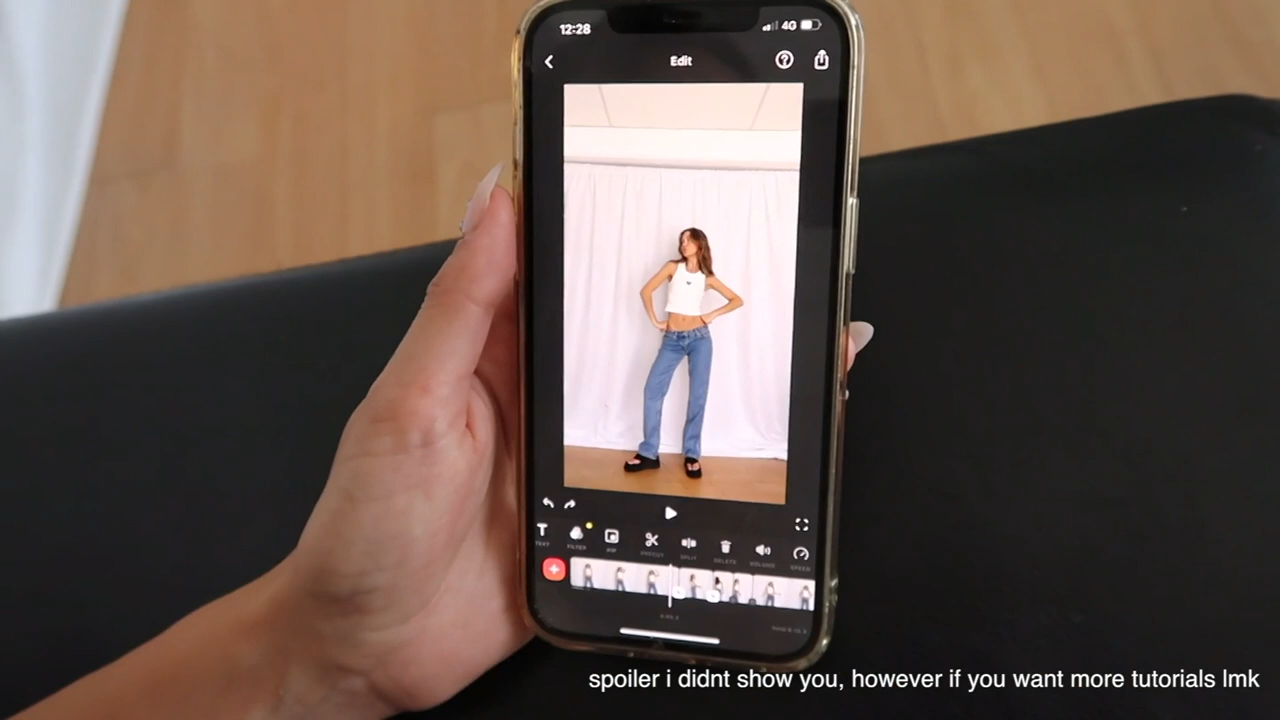 12:28
4G
Edit
TEXT
FILTER
PIP
SPLIT
DELETE
VOLUME
SPEED
spoiler i didnt show you, however if you want more tutorials lmk